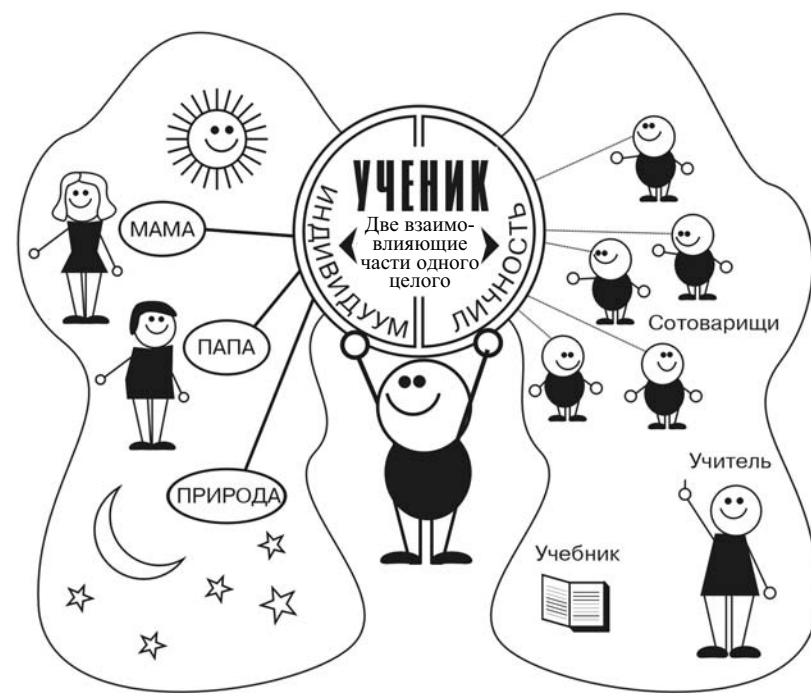 УЧЕНИК
Две взаимо-
влияющие
части одного
целого
ИНДИВИДУУМ
ЛИЧНОСТЬ
МАМА
ПАПА
ПРИРОДА
Сотоварищи
Учитель
Учебник